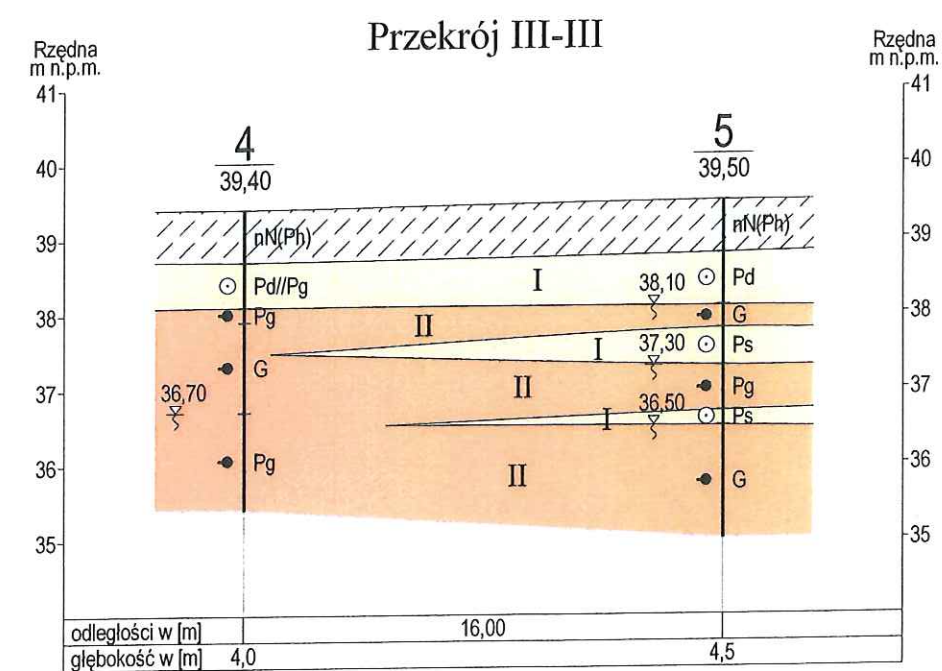 Przekrój III-III
Rzędna
m n.p.m.
Rzędna
m n.p.m.
41
41
4
39,40
5
39,50
40
40
nN(Ph)
nN(Ph)
39
39
Pd//Pg
I
38,10
Pd
38
Pg
II
G
38
I
37,30
Ps
37
G
II
Pg
37
36,70
36,50
I
Ps
36
Pg
II
G
36
35
35
odległości w [m]
16,00
głębokość w [m]
4,0
4,5